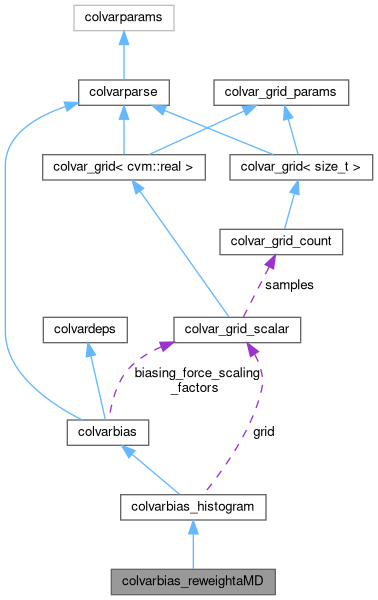 colvarparams
colvarparse
colvar_grid_params
colvar_grid< cvm::real >
colvar_grid< size_t >
colvar_grid_count
samples
colvardeps
colvar_grid_scalar
biasing_force_scaling
_factors
colvarbias
grid
colvarbias_histogram
colvarbias_reweightaMD